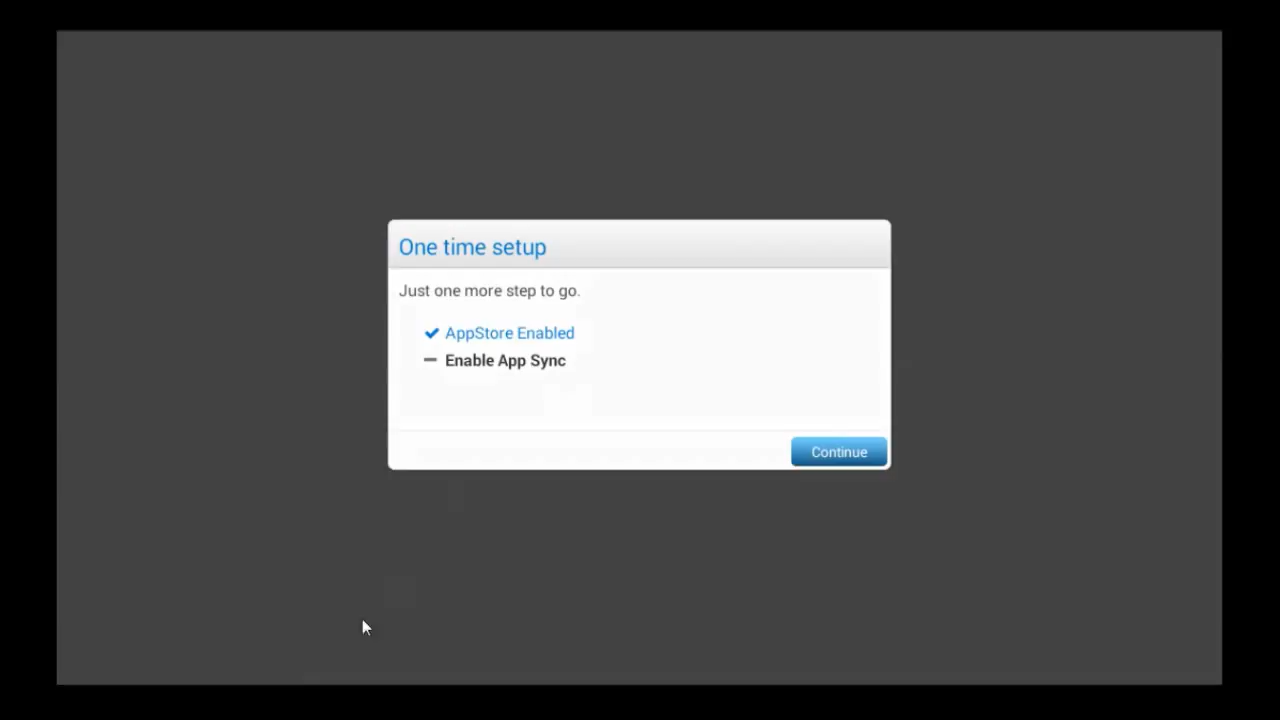 One time setup
Just one more step to go.
AppStore Enabled
Enable App Sync
Continue